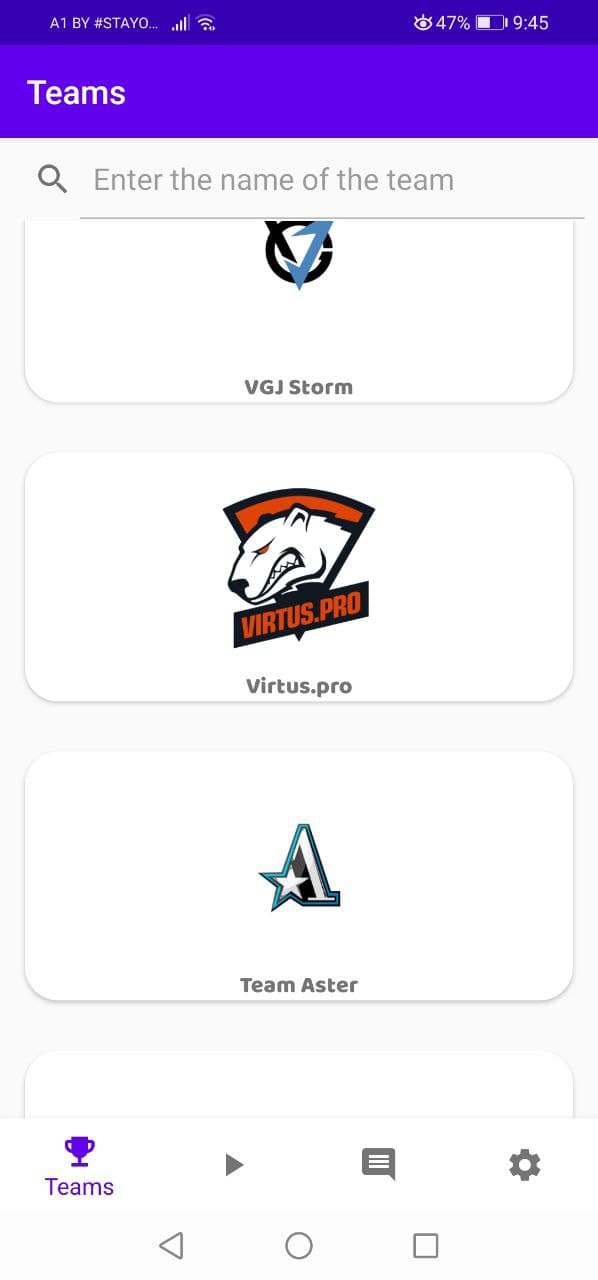 A1 BY #STAYO... 47% 9:45
Teams
Enter the name of the team
VGJ Storm
VIRTUS.PRO
Virtus.pro
Team Aster
Teams